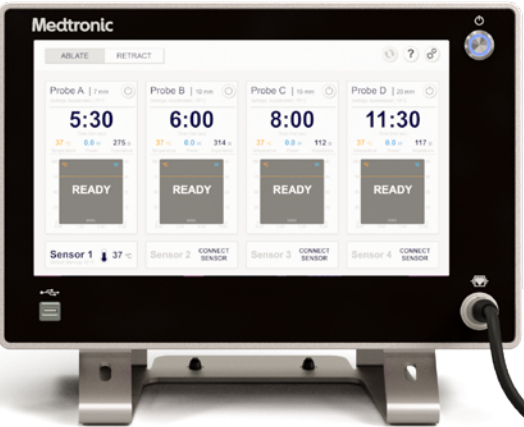 Medtronic
ABLATE RETRACT ?
Probe A | 7 mm Probe B | 10 mm Probe C | 15 mm Probe D | 20 mm
5:30 6:00 8:00 11:30
37 °C 0.0 W 275 Ω 37 °C 0.0 W 314 Ω 37 °C 0.0 W 112 Ω 37 °C 0.0 W 117 Ω
READY READY READY READY
Sensor 1 37 °C Sensor 2 CONNECT SENSOR Sensor 3 CONNECT SENSOR Sensor 4 CONNECT SENSOR